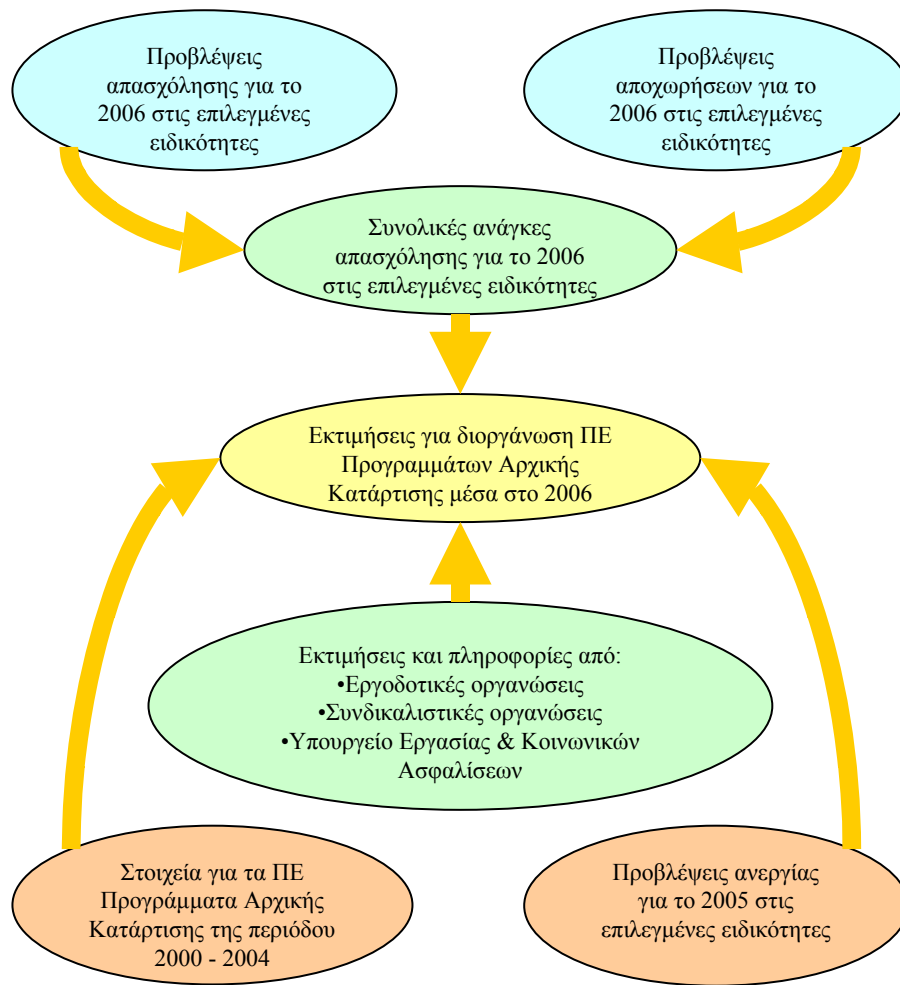 Προβλέψεις
απασχόλησης για το
2006 στις επιλεγμένες
ειδικότητες
Προβλέψεις
αποχωρήσεων για το
2006 στις επιλεγμένες
ειδικότητες
Συνολικές ανάγκες
απασχόλησης για το 2006
στις επιλεγμένες ειδικότητες
Εκτιμήσεις για διοργάνωση ΠΕ
Προγραμμάτων Αρχικής
Κατάρτισης μέσα στο 2006
Εκτιμήσεις και πληροφορίες από:
•Εργοδοτικές οργανώσεις
•Συνδικαλιστικές οργανώσεις
•Υπουργείο Εργασίας & Κοινωνικών
Ασφαλίσεων
Στοιχεία για τα ΠΕ
Προγράμματα Αρχικής
Κατάρτισης της περιόδου
2000 - 2004
Προβλέψεις ανεργίας
για το 2005 στις
επιλεγμένες ειδικότητες